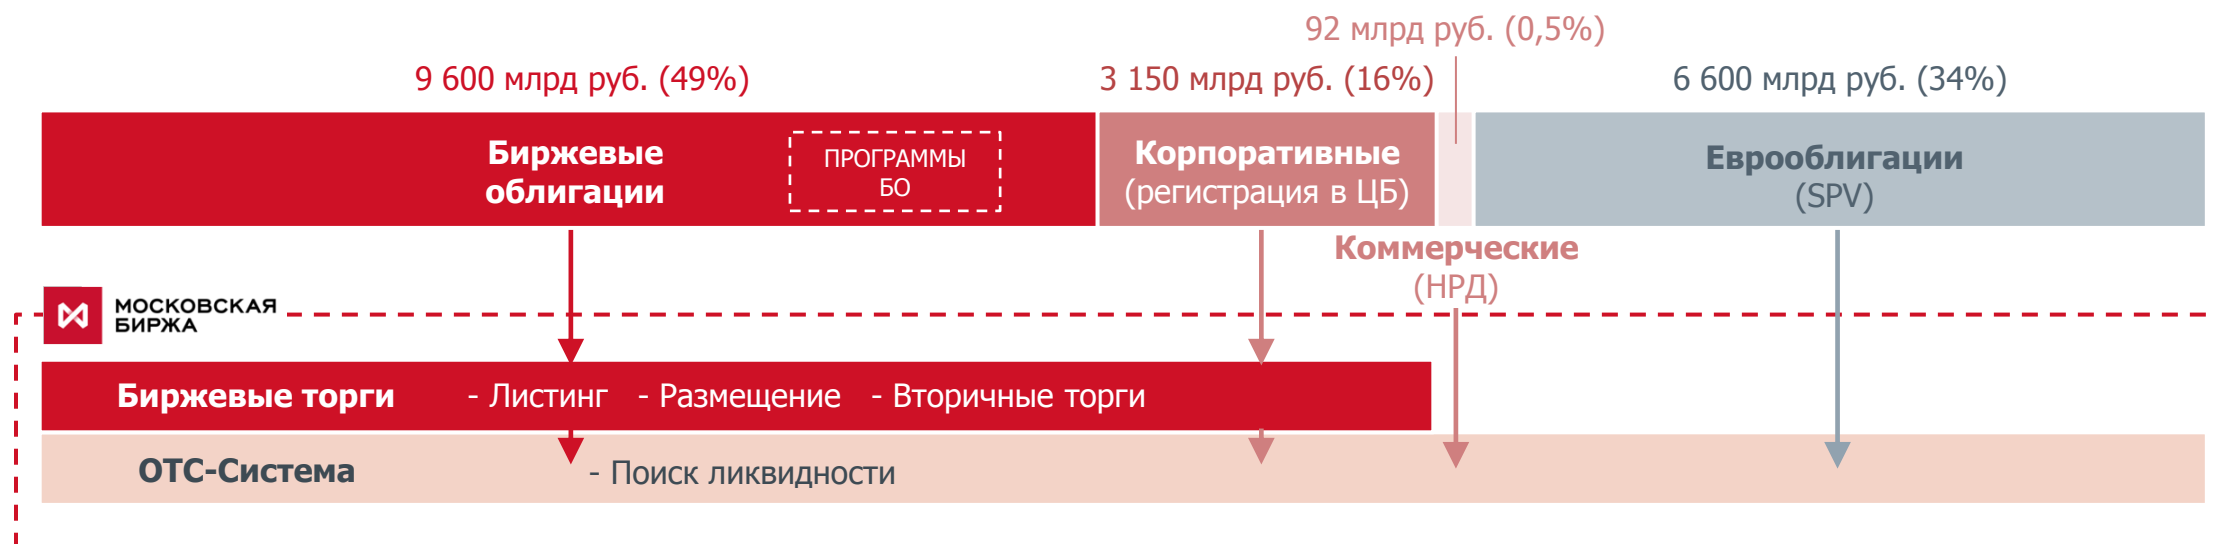 92 млрд руб. (0,5%)
9 600 млрд руб. (49%)
3 150 млрд руб. (16%)
6 600 млрд руб. (34%)
Биржевые
облигации
ПРОГРАММЫ
БО
Корпоративные
(регистрация в ЦБ)
Еврооблигации
(SPV)
Коммерческие
(НРД)
МОСКОВСКАЯ
БИРЖА
Биржевые торги - Листинг - Размещение - Вторичные торги
ОТС-Система - Поиск ликвидности